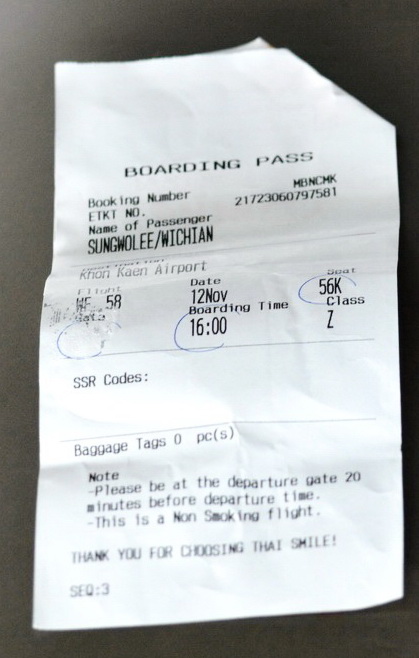 BOARDING PASS
Booking Number MBNCMK
ETKT NO. 21723060797581
Name of Passenger
SUNGWOLEE/WICHIAN
Khon Kaen Airport
Flight Date Seat
58 12Nov 56K
Gate Boarding Time Class
16:00 Z
SSR Codes:
Baggage Tags 0 pc(s)
Note
-Please be at the departure gate 20
minutes before departure time.
-This is a Non Smoking flight.
THANK YOU FOR CHOOSING THAI SMILE!
SEQ:3